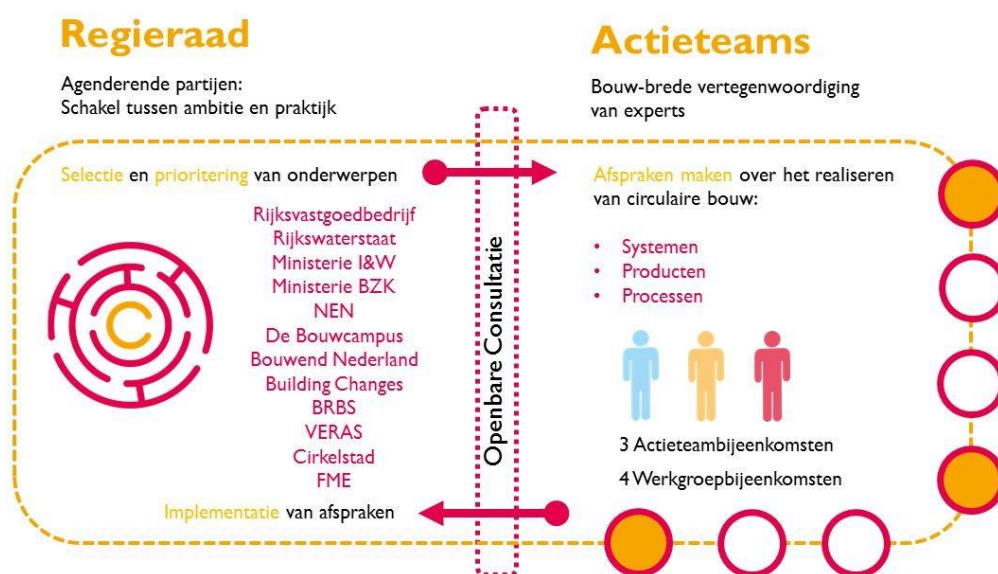 Regieraad
Agenderende partijen:
Schakel tussen ambitie en praktijk
Selectie en prioritering van onderwerpen
Rijksvastgoedbedrijf
Rijkswaterstaat
Ministerie I&W
Ministerie BZK
NEN
De Bouwcampus
Bouwend Nederland
Building Changes
BRBS
VERAS
Cirkelstad
FME
Implementatie van afspraken
Openbare Consultatie
Actieteams
Bouw-brede vertegenwoordiging
van experts
Afspraken maken over het realiseren
van circulaire bouw:
• Systemen
• Producten
• Processen
3 Actieteambijeenkomsten
4 Werkgroepbijeenkomsten